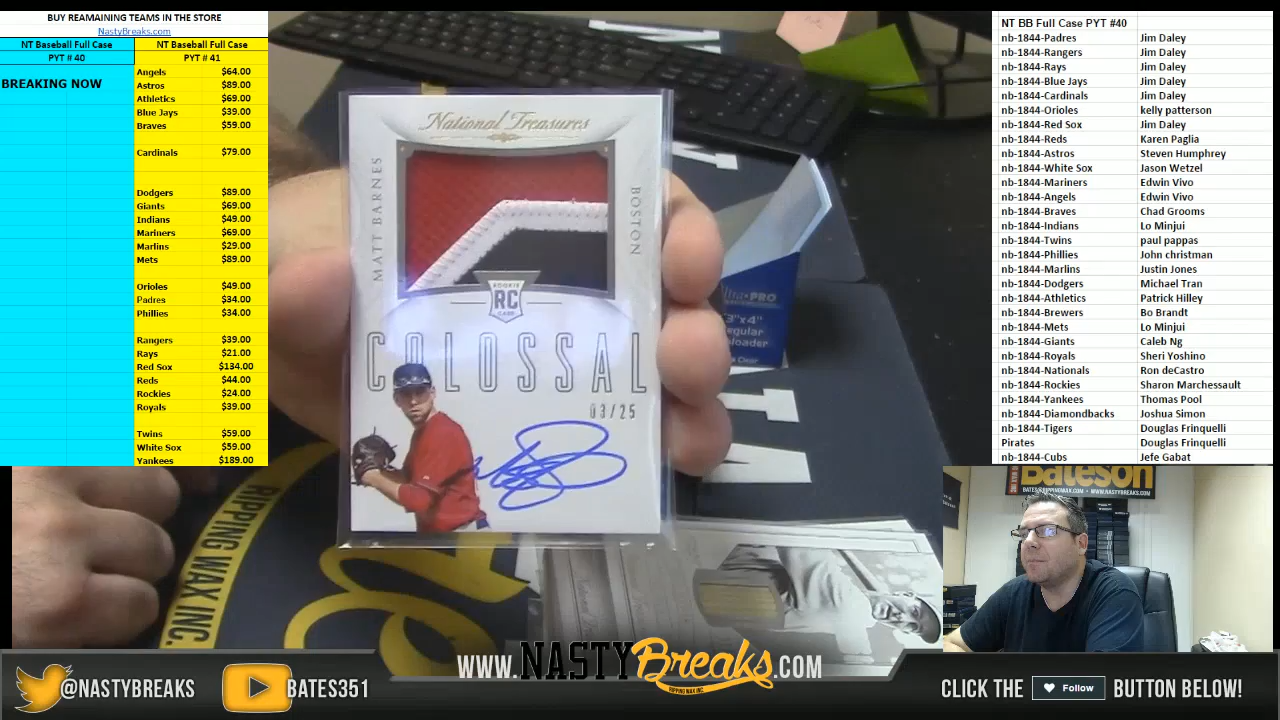 BUY REAMAINING TEAMS IN THE STORE
NastyBreaks.com
NT Baseball Full Case
NT Baseball Full Case
PYT # 40
PYT # 41
BREAKING NOW
Angels $64.00
Astros $89.00
Athletics $69.00
Blue Jays $39.00
Braves $59.00
Cardinals $79.00
Dodgers $89.00
Giants $69.00
Indians $49.00
Mariners $69.00
Marlins $29.00
Mets $89.00
Orioles $49.00
Padres $34.00
Phillies $34.00
Rangers $39.00
Rays $21.00
Red Sox $134.00
Reds $44.00
Rockies $24.00
Royals $39.00
Twins $59.00
White Sox $59.00
Yankees $189.00
National Treasures
MATT BARNES
BOSTON
ROOKIE
RC
CARD
COLOSSAL
03/25
3"x4"
RIPPING WAX INC.
NT BB Full Case PYT #40
nb-1844-Padres Jim Daley
nb-1844-Rangers Jim Daley
nb-1844-Rays Jim Daley
nb-1844-Blue Jays Jim Daley
nb-1844-Cardinals Jim Daley
nb-1844-Orioles kelly patterson
nb-1844-Red Sox Jim Daley
nb-1844-Reds Karen Paglia
nb-1844-Astros Steven Humphrey
nb-1844-White Sox Jason Wetzel
nb-1844-Mariners Edwin Vivo
nb-1844-Angels Edwin Vivo
nb-1844-Braves Chad Grooms
nb-1844-Indians Lo Minjui
nb-1844-Twins paul pappas
nb-1844-Phillies John christman
nb-1844-Marlins Justin Jones
nb-1844-Dodgers Michael Tran
nb-1844-Athletics Patrick Hilley
nb-1844-Brewers Bo Brandt
nb-1844-Mets Lo Minjui
nb-1844-Giants Caleb Ng
nb-1844-Royals Sheri Yoshino
nb-1844-Nationals Ron deCastro
nb-1844-Rockies Sharon Marchessault
nb-1844-Yankees Thomas Pool
nb-1844-Diamondbacks Joshua Simon
nb-1844-Tigers Douglas Frinquelli
Pirates Douglas Frinquelli
nb-1844-Cubs Jefe Gabat
Bateson
@NASTYBREAKS
BATES351
WWW.NASTYBreaks.COM
RIPPING WAX INC.
CLICK THE Follow BUTTON BELOW!